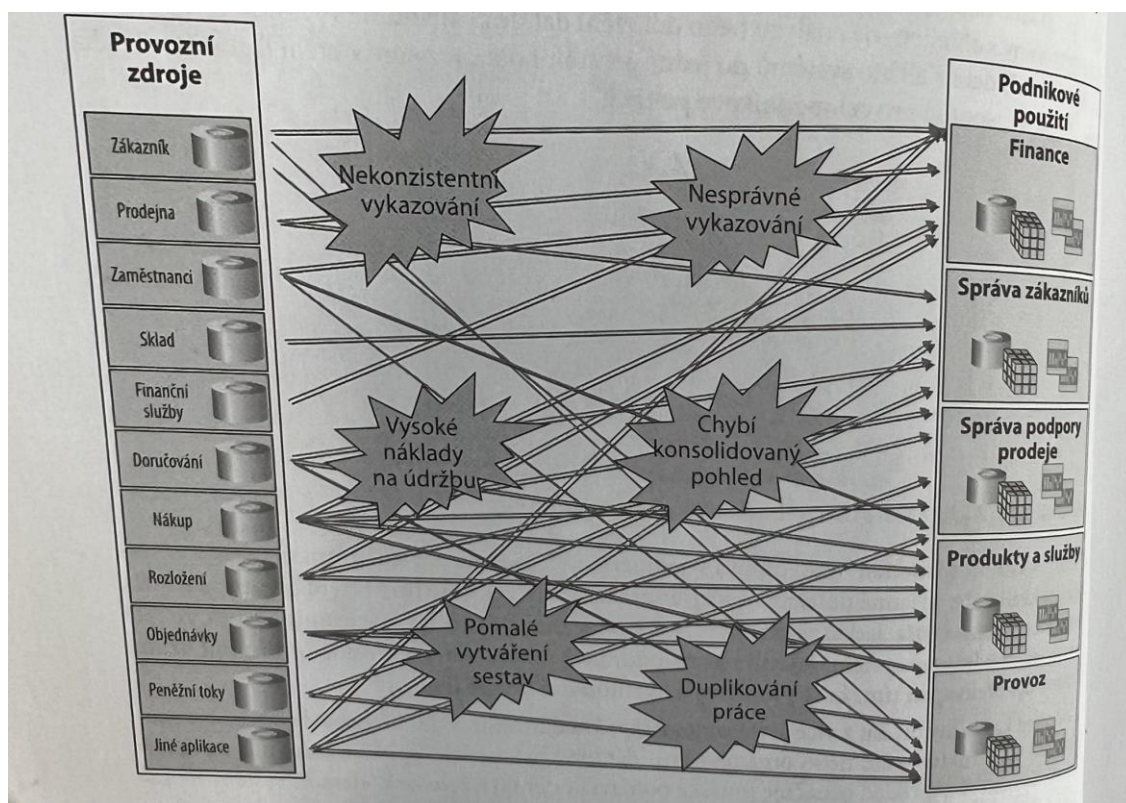 Provozní
zdroje
Zákazník
Prodejna
Zaměstnanci
Sklad
Finanční
služby
Doručování
Nákup
Rozložení
Objednávky
Peněžní toky
Jiné aplikace
Nekonzistentní
vykazování
Nesprávné
vykazování
Vysoké
náklady
na údržbu
Chybí
konsolidovaný
pohled
Pomalé
vytváření
sestav
Duplikování
práce
Podnikové
použití
Finance
Správa zákazníků
Správa podpory
prodeje
Produkty a služby
Provoz